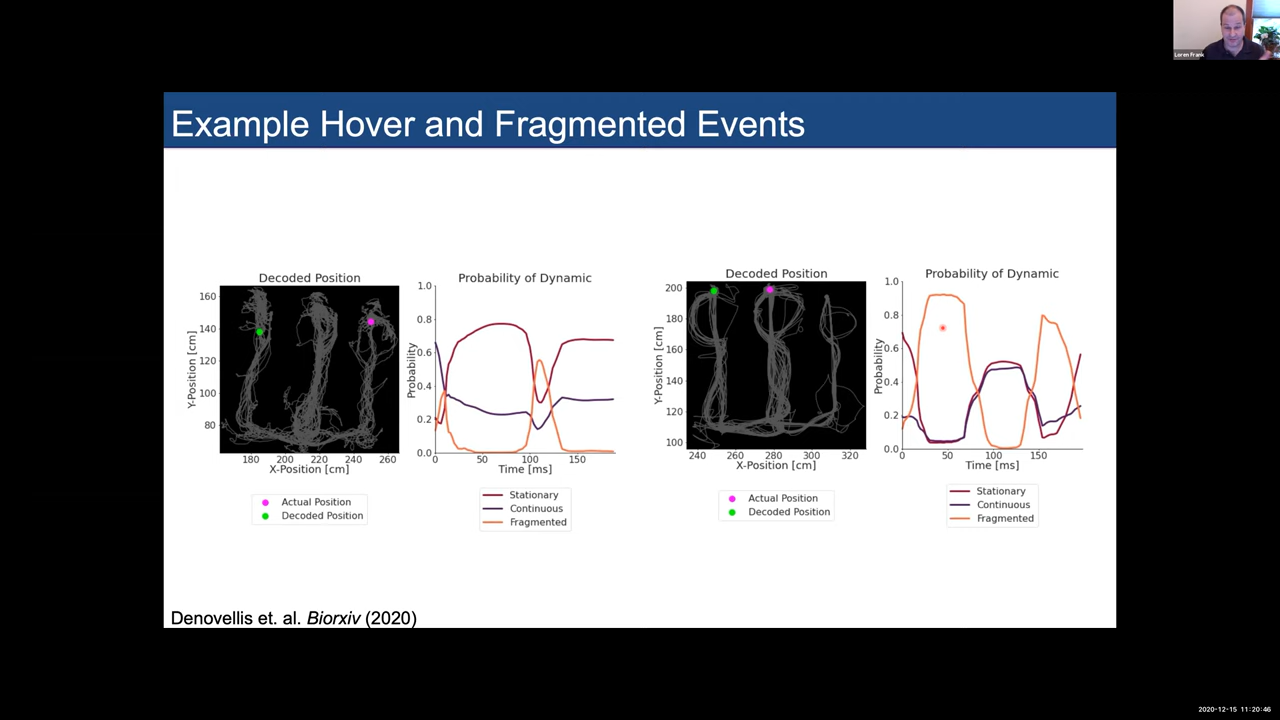 Loren Frank
Example Hover and Fragmented Events
Decoded Position
160
140
120
100
80
Y-Position [cm]
180 200 220 240 260
X-Position [cm]
Actual Position
Decoded Position
Probability of Dynamic
1.0
0.8
0.6
0.4
0.2
0.0
Probability
0 50 100 150
Time [ms]
Stationary
Continuous
Fragmented
Decoded Position
200
180
160
140
120
100
Y-Position [cm]
240 260 280 300 320
X-Position [cm]
Actual Position
Decoded Position
Probability of Dynamic
1.0
0.8
0.6
0.4
0.2
0.0
Probability
0 50 100 150
Time [ms]
Stationary
Continuous
Fragmented
Denovellis et. al. Biorxiv (2020)
2020-12-15 11:20:46